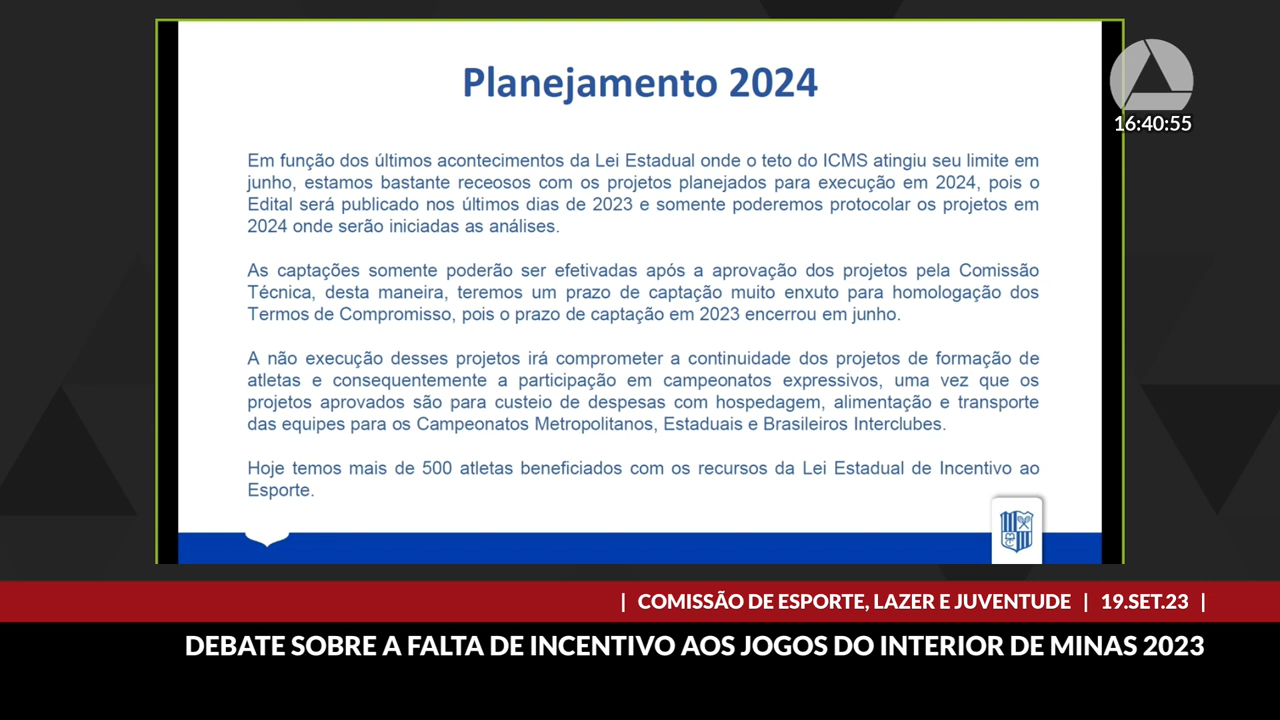 Planejamento 2024
16:40:55
Em função dos últimos acontecimentos da Lei Estadual onde o teto do ICMS atingiu seu limite em
junho, estamos bastante receosos com os projetos planejados para execução em 2024, pois o
Edital será publicado nos últimos dias de 2023 e somente poderemos protocolar os projetos em
2024 onde serão iniciadas as análises.
As captações somente poderão ser efetivadas após a aprovação dos projetos pela Comissão
Técnica, desta maneira, teremos um prazo de captação muito enxuto para homologação dos
Termos de Compromisso, pois o prazo de captação em 2023 encerrou em junho.
A não execução desses projetos irá comprometer a continuidade dos projetos de formação de
atletas e consequentemente a participação em campeonatos expressivos, uma vez que os
projetos aprovados são para custeio de despesas com hospedagem, alimentação e transporte
das equipes para os Campeonatos Metropolitanos, Estaduais e Brasileiros Interclubes.
Hoje temos mais de 500 atletas beneficiados com os recursos da Lei Estadual de Incentivo ao
Esporte.
| COMISSÃO DE ESPORTE, LAZER E JUVENTUDE | 19.SET.23 |
DEBATE SOBRE A FALTA DE INCENTIVO AOS JOGOS DO INTERIOR DE MINAS 2023